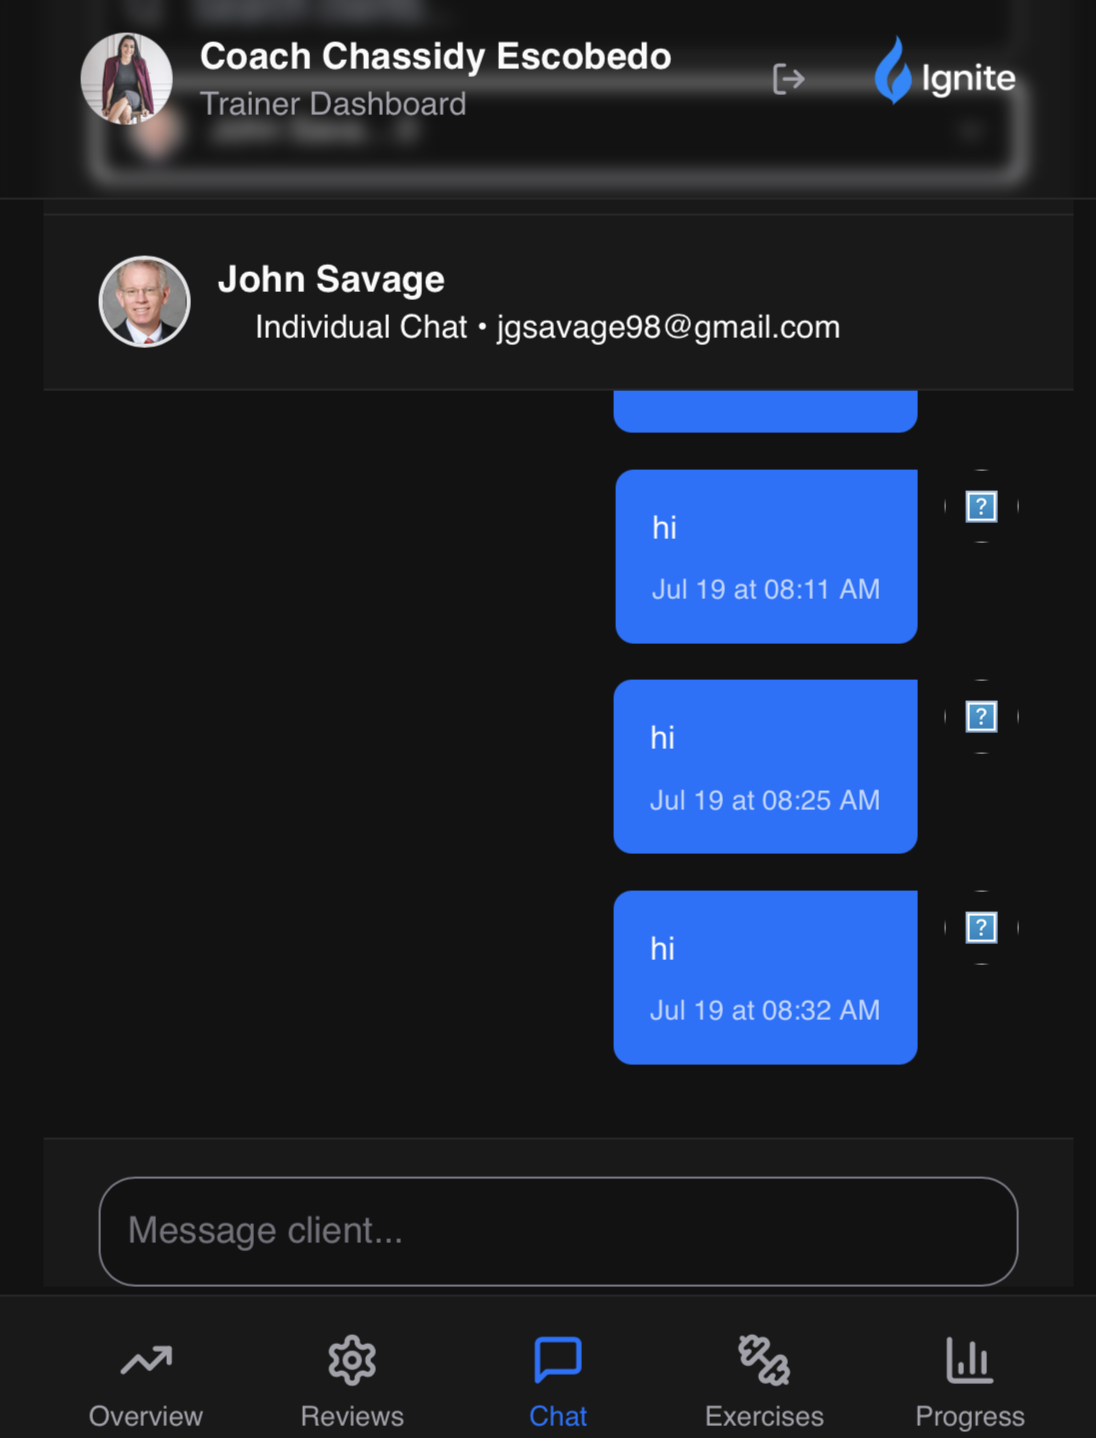 Coach Chassidy Escobedo
Trainer Dashboard
Ignite
John Savage
Individual Chat • jgsavage98@gmail.com
hi
Jul 19 at 08:11 AM
?
hi
Jul 19 at 08:25 AM
?
hi
Jul 19 at 08:32 AM
?
Message client...
Overview
Reviews
Chat
Exercises
Progress